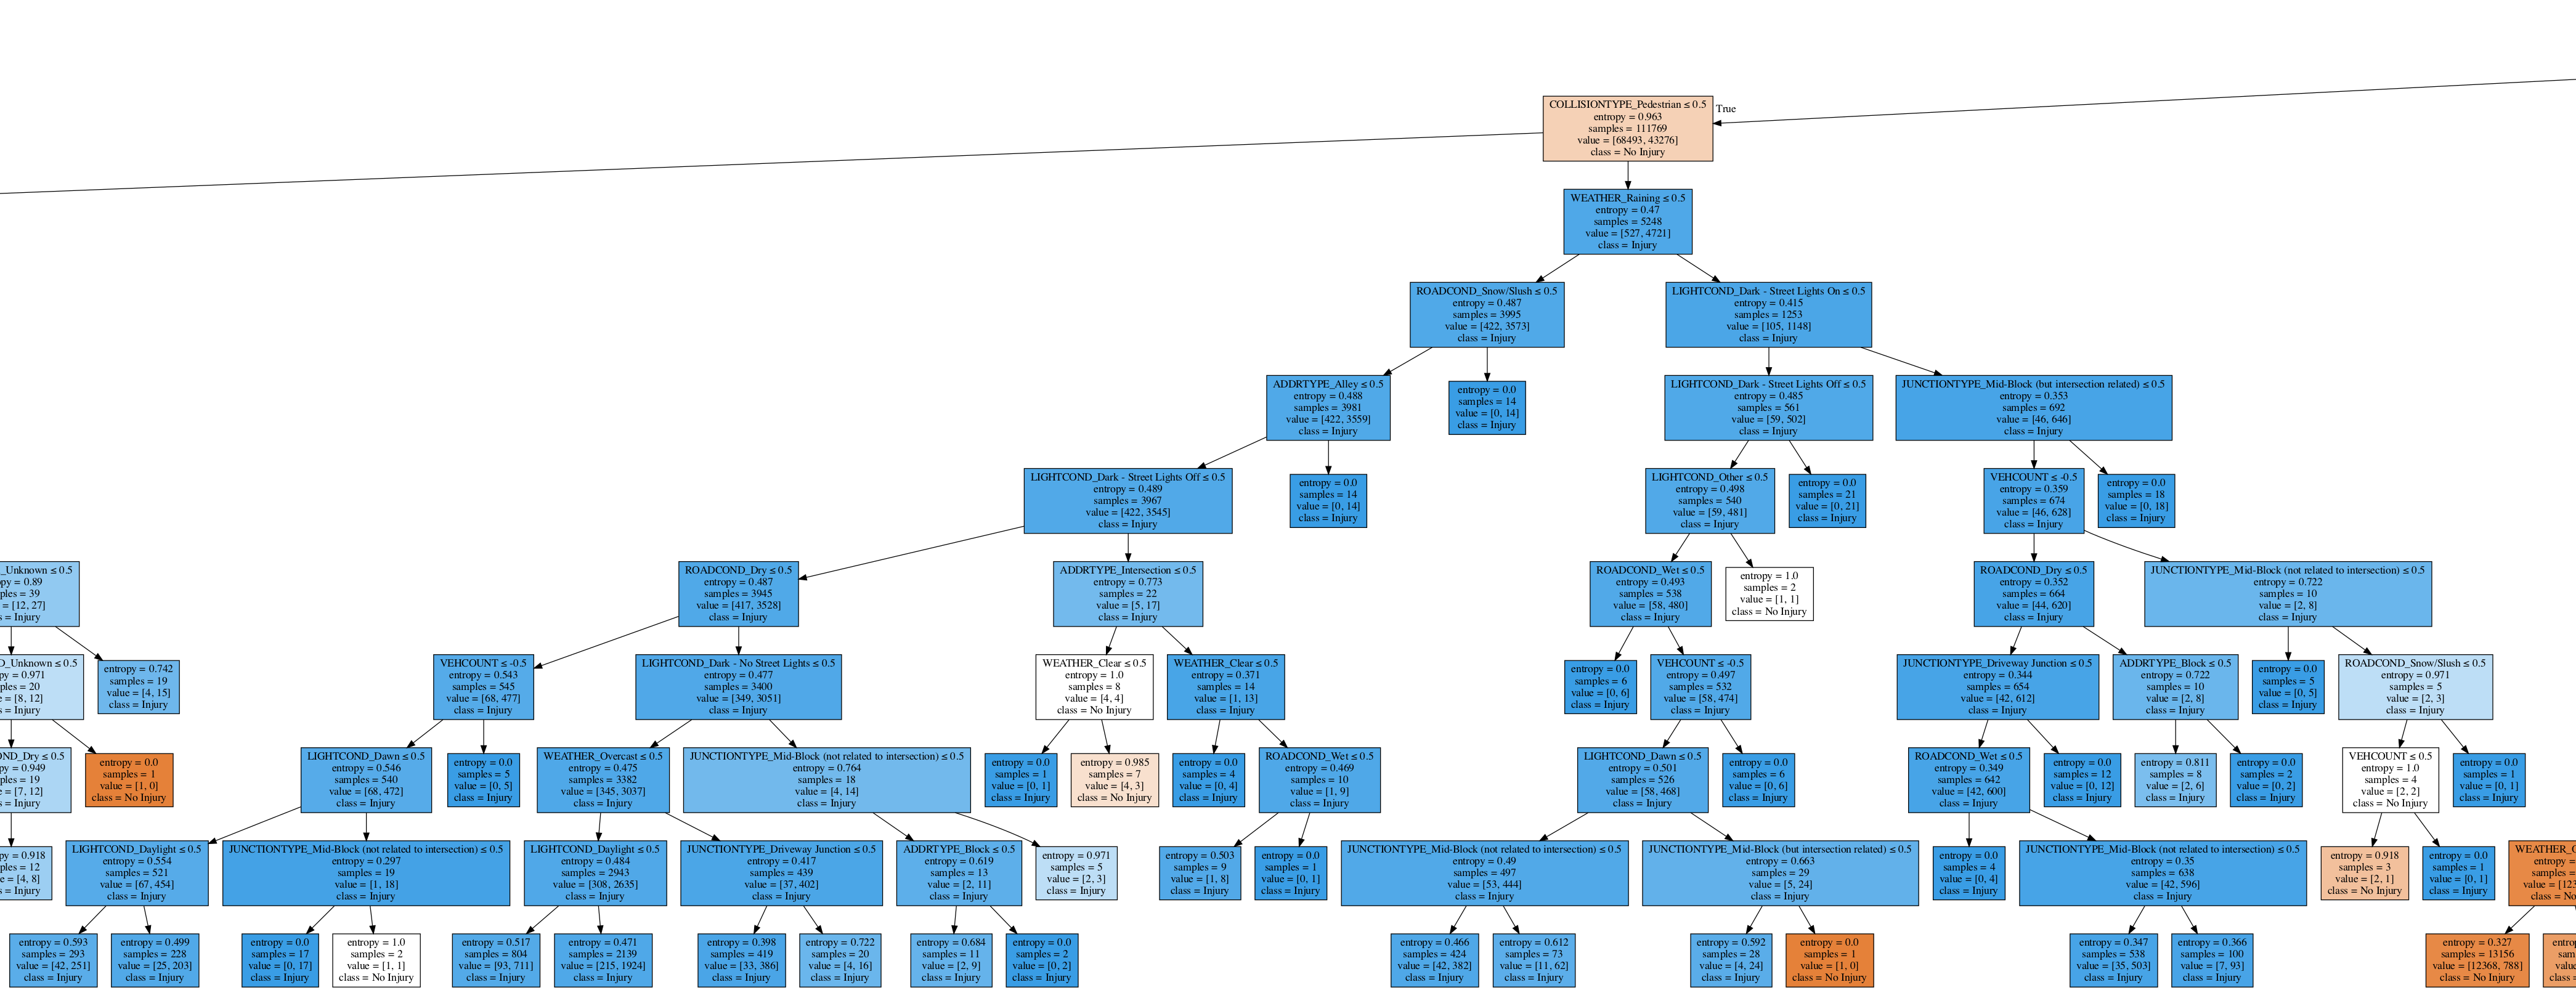 COLLISIONTYPE_Pedestrian ≤ 0.5
entropy = 0.963
samples = 111769
value = [68493, 43276]
class = No Injury
True
WEATHER_Raining ≤ 0.5
entropy = 0.47
samples = 5248
value = [527, 4721]
class = Injury
ROADCOND_Snow/Slush ≤ 0.5
entropy = 0.487
samples = 3995
value = [422, 3573]
class = Injury
LIGHTCOND_Dark - Street Lights On ≤ 0.5
entropy = 0.415
samples = 1253
value = [105, 1148]
class = Injury
ADDRTYPE_Alley ≤ 0.5
entropy = 0.488
samples = 3981
value = [422, 3559]
class = Injury
entropy = 0.0
samples = 14
value = [0, 14]
class = Injury
LIGHTCOND_Dark - Street Lights Off ≤ 0.5
entropy = 0.485
samples = 561
value = [59, 502]
class = Injury
JUNCTIONTYPE_Mid-Block (but intersection related) ≤ 0.5
entropy = 0.353
samples = 692
value = [46, 646]
class = Injury
LIGHTCOND_Dark - Street Lights Off ≤ 0.5
entropy = 0.489
samples = 3967
value = [422, 3545]
class = Injury
entropy = 0.0
samples = 14
value = [0, 14]
class = Injury
LIGHTCOND_Other ≤ 0.5
entropy = 0.498
samples = 540
value = [59, 481]
class = Injury
entropy = 0.0
samples = 21
value = [0, 21]
class = Injury
VEHCOUNT ≤ -0.5
entropy = 0.359
samples = 674
value = [46, 628]
class = Injury
entropy = 0.0
samples = 18
value = [0, 18]
class = Injury
_Unknown ≤ 0.5
py = 0.89
ples = 39
= [12, 27]
s = Injury
ROADCOND_Dry ≤ 0.5
entropy = 0.487
samples = 3945
value = [417, 3528]
class = Injury
ADDRTYPE_Intersection ≤ 0.5
entropy = 0.773
samples = 22
value = [5, 17]
class = Injury
ROADCOND_Wet ≤ 0.5
entropy = 0.493
samples = 538
value = [58, 480]
class = Injury
entropy = 1.0
samples = 2
value = [1, 1]
class = No Injury
ROADCOND_Dry ≤ 0.5
entropy = 0.352
samples = 664
value = [44, 620]
class = Injury
JUNCTIONTYPE_Mid-Block (not related to intersection) ≤ 0.5
entropy = 0.722
samples = 10
value = [2, 8]
class = Injury
D_Unknown ≤ 0.5
py = 0.971
ples = 20
= [8, 12]
s = Injury
entropy = 0.742
samples = 19
value = [4, 15]
class = Injury
VEHCOUNT ≤ -0.5
entropy = 0.543
samples = 545
value = [68, 477]
class = Injury
LIGHTCOND_Dark - No Street Lights ≤ 0.5
entropy = 0.477
samples = 3400
value = [349, 3051]
class = Injury
WEATHER_Clear ≤ 0.5
entropy = 1.0
samples = 8
value = [4, 4]
class = No Injury
WEATHER_Clear ≤ 0.5
entropy = 0.371
samples = 14
value = [1, 13]
class = Injury
entropy = 0.0
samples = 6
value = [0, 6]
class = Injury
VEHCOUNT ≤ -0.5
entropy = 0.497
samples = 532
value = [58, 474]
class = Injury
JUNCTIONTYPE_Driveway Junction ≤ 0.5
entropy = 0.344
samples = 654
value = [42, 612]
class = Injury
ADDRTYPE_Block ≤ 0.5
entropy = 0.722
samples = 10
value = [2, 8]
class = Injury
entropy = 0.0
samples = 5
value = [0, 5]
class = Injury
ROADCOND_Snow/Slush ≤ 0.5
entropy = 0.971
samples = 5
value = [2, 3]
class = Injury
ND_Dry ≤ 0.5
py = 0.949
ples = 19
= [7, 12]
s = Injury
entropy = 0.0
samples = 1
value = [1, 0]
class = No Injury
LIGHTCOND_Dawn ≤ 0.5
entropy = 0.546
samples = 540
value = [68, 472]
class = Injury
entropy = 0.0
samples = 5
value = [0, 5]
class = Injury
WEATHER_Overcast ≤ 0.5
entropy = 0.475
samples = 3382
value = [345, 3037]
class = Injury
JUNCTIONTYPE_Mid-Block (not related to intersection) ≤ 0.5
entropy = 0.764
samples = 18
value = [4, 14]
class = Injury
entropy = 0.0
samples = 1
value = [0, 1]
class = Injury
entropy = 0.985
samples = 7
value = [4, 3]
class = No Injury
entropy = 0.0
samples = 4
value = [0, 4]
class = Injury
ROADCOND_Wet ≤ 0.5
entropy = 0.469
samples = 10
value = [1, 9]
class = Injury
LIGHTCOND_Dawn ≤ 0.5
entropy = 0.501
samples = 526
value = [58, 468]
class = Injury
entropy = 0.0
samples = 6
value = [0, 6]
class = Injury
ROADCOND_Wet ≤ 0.5
entropy = 0.349
samples = 642
value = [42, 600]
class = Injury
entropy = 0.0
samples = 12
value = [0, 12]
class = Injury
entropy = 0.811
samples = 8
value = [2, 6]
class = Injury
entropy = 0.0
samples = 2
value = [0, 2]
class = Injury
VEHCOUNT ≤ 0.5
entropy = 1.0
samples = 4
value = [2, 2]
class = No Injury
entropy = 0.0
samples = 1
value = [0, 1]
class = Injury
py = 0.918
ples = 12
= [4, 8]
s = Injury
LIGHTCOND_Daylight ≤ 0.5
entropy = 0.554
samples = 521
value = [67, 454]
class = Injury
JUNCTIONTYPE_Mid-Block (not related to intersection) ≤ 0.5
entropy = 0.297
samples = 19
value = [1, 18]
class = Injury
LIGHTCOND_Daylight ≤ 0.5
entropy = 0.484
samples = 2943
value = [308, 2635]
class = Injury
JUNCTIONTYPE_Driveway Junction ≤ 0.5
entropy = 0.417
samples = 439
value = [37, 402]
class = Injury
ADDRTYPE_Block ≤ 0.5
entropy = 0.619
samples = 13
value = [2, 11]
class = Injury
entropy = 0.971
samples = 5
value = [2, 3]
class = Injury
entropy = 0.503
samples = 9
value = [1, 8]
class = Injury
entropy = 0.0
samples = 1
value = [0, 1]
class = Injury
JUNCTIONTYPE_Mid-Block (not related to intersection) ≤ 0.5
entropy = 0.49
samples = 497
value = [53, 444]
class = Injury
JUNCTIONTYPE_Mid-Block (but intersection related) ≤ 0.5
entropy = 0.663
samples = 29
value = [5, 24]
class = Injury
entropy = 0.0
samples = 4
value = [0, 4]
class = Injury
JUNCTIONTYPE_Mid-Block (not related to intersection) ≤ 0.5
entropy = 0.35
samples = 638
value = [42, 596]
class = Injury
entropy = 0.918
samples = 3
value = [2, 1]
class = No Injury
entropy = 0.0
samples = 1
value = [0, 1]
class = Injury
WEATHER_
entropy =
samples =
value = [123
class = No
entropy = 0.593
samples = 293
value = [42, 251]
class = Injury
entropy = 0.499
samples = 228
value = [25, 203]
class = Injury
entropy = 0.0
samples = 17
value = [0, 17]
class = Injury
entropy = 1.0
samples = 2
value = [1, 1]
class = No Injury
entropy = 0.517
samples = 804
value = [93, 711]
class = Injury
entropy = 0.471
samples = 2139
value = [215, 1924]
class = Injury
entropy = 0.398
samples = 419
value = [33, 386]
class = Injury
entropy = 0.722
samples = 20
value = [4, 16]
class = Injury
entropy = 0.684
samples = 11
value = [2, 9]
class = Injury
entropy = 0.0
samples = 2
value = [0, 2]
class = Injury
entropy = 0.466
samples = 424
value = [42, 382]
class = Injury
entropy = 0.612
samples = 73
value = [11, 62]
class = Injury
entropy = 0.592
samples = 28
value = [4, 24]
class = Injury
entropy = 0.0
samples = 1
value = [1, 0]
class = No Injury
entropy = 0.347
samples = 538
value = [35, 503]
class = Injury
entropy = 0.366
samples = 100
value = [7, 93]
class = Injury
entropy = 0.327
samples = 13156
value = [12368, 788]
class = No Injury
entrop
sam
value
class =